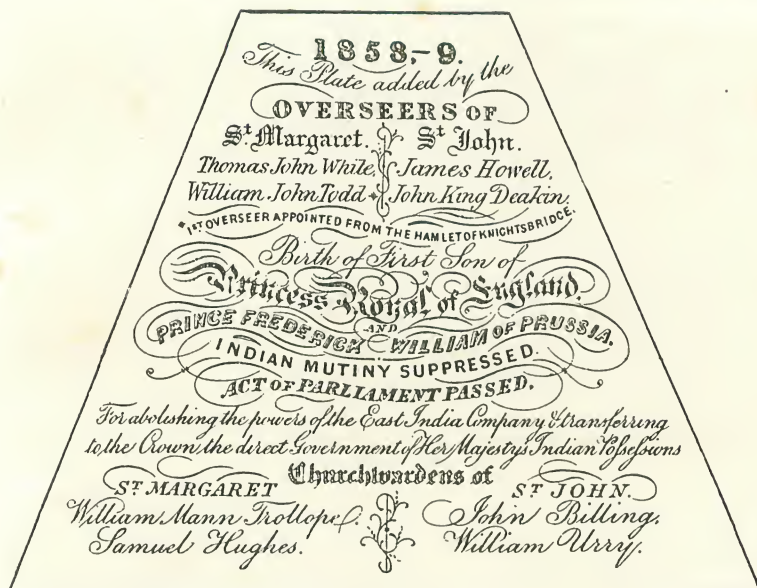 1858,-9.
This Plate added by the
OVERSEERS OF
St. Margaret. St John.
Thomas John White, James Howell,
William John Todd * John King Deakin.
*1ST OVERSEER APPOINTED FROM THE HAMLET OF KNIGHTSBRIDGE.
Birth of First Son of
Princess Royal of England.
AND
PRINCE FREDERICK WILLIAM OF PRUSSIA.
INDIAN MUTINY SUPPRESSED.
ACT OF PARLIAMENT PASSED.
For abolishing the powers of the East India Company & transferring
to the Crown the direct Government of Her Majestys Indian Possessions
Churchwardens of
ST MARGARET ST JOHN.
William Mann Trollope. John Billing.
Samuel Hughes. William Urry.